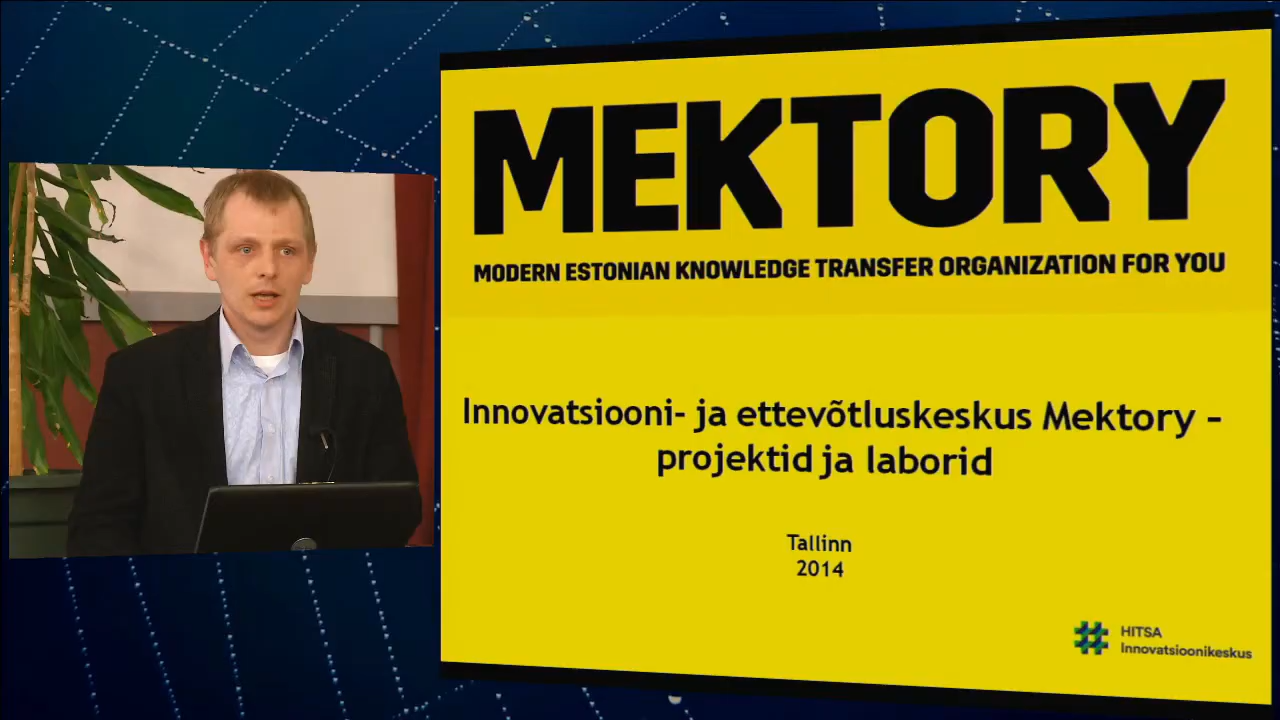 MEKTORY
MODERN ESTONIAN KNOWLEDGE TRANSFER ORGANIZATION FOR YOU
Innovatsiooni- ja ettevõtluskeskus Mektory –
projektid ja laborid
Tallinn
2014
HITSA
Innovatsioonikeskus